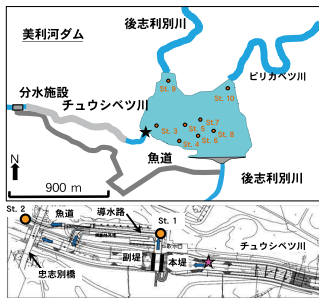 美利河ダム
後志利別川
ピリカベツ川
分水施設
チュウシベツ川
St. 9
St. 10
St. 3
St.7
St. 5
St. 8
St. 6
St. 4
魚道
後志利別川
N
900 m
St. 2
魚道
導水路
St. 1
チュウシベツ川
副堤
本堤
忠志別橋